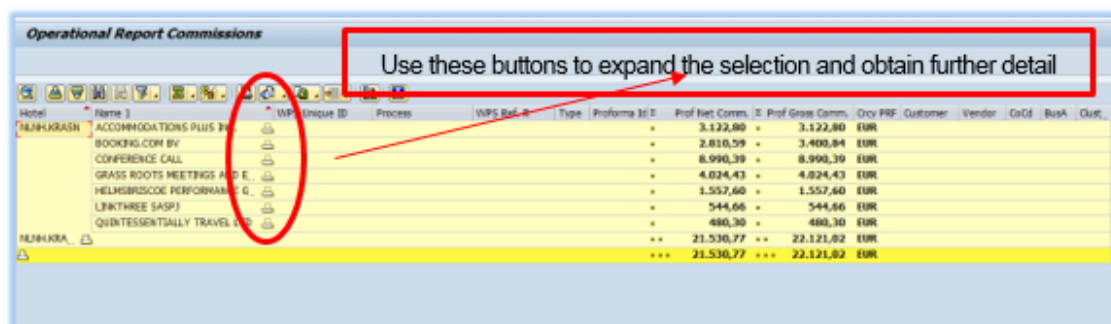 Operational Report Commissions
Use these buttons to expand the selection and obtain further detail
Hotel Name 1 WPS Unique ID Process WPS Ref. Type Proforma Id Σ Prof Net Comm. Σ Prof Gross Comm. Crcy PRF Customer Vendor CoCd BusA Cust_
NLNH.KRASN ACCOMMODATIONS PLUS 3.122,80 3.122,80 EUR
BOOKING.COM BV 2.810,59 3.400,84 EUR
CONFERENCE CALL 8.990,39 8.990,39 EUR
GRASS ROOTS MEETINGS AND E_ 4.024,43 4.024,43 EUR
HELMSBRISCOE PERFORMANCE G_ 1.557,60 1.557,60 EUR
LINKTHREE SASPJ 544,66 544,66 EUR
QUINTESSENTIALLY TRAVEL LTD 480,30 480,30 EUR
NLNH.KRA_ 21.530,77 22.121,02 EUR
21.530,77 22.121,02 EUR